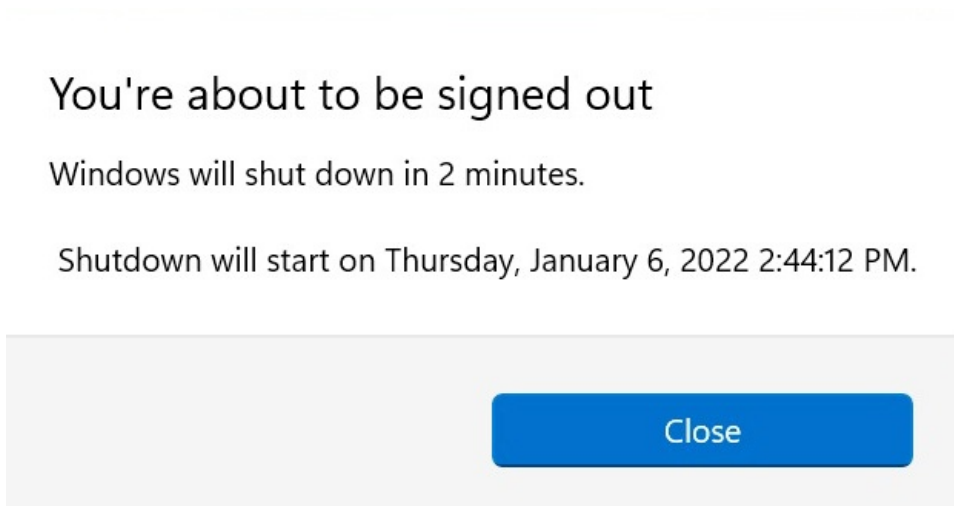 You're about to be signed out
Windows will shut down in 2 minutes.
Shutdown will start on Thursday, January 6, 2022 2:44:12 PM.
Close